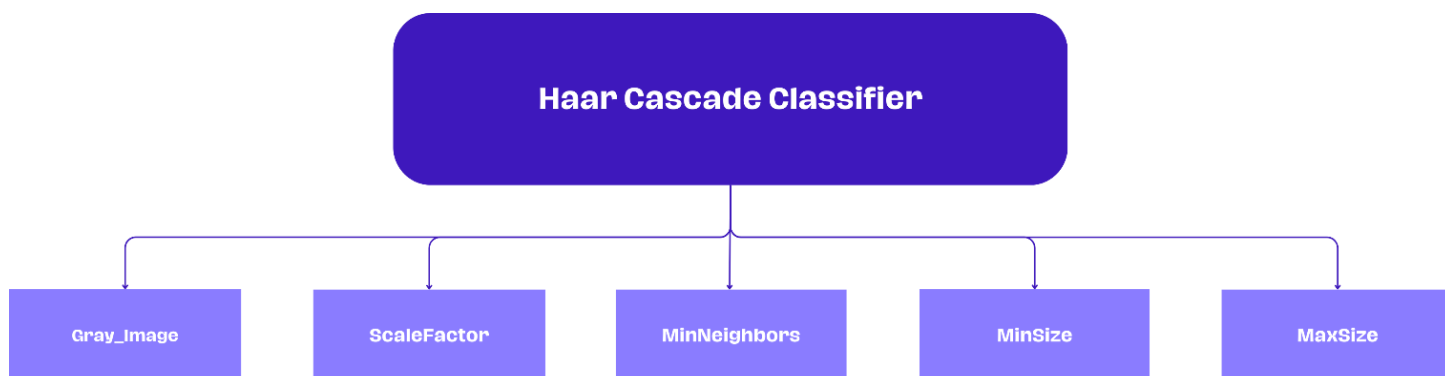 Haar Cascade Classifier
Gray_Image
ScaleFactor
MinNeighbors
MinSize
MaxSize